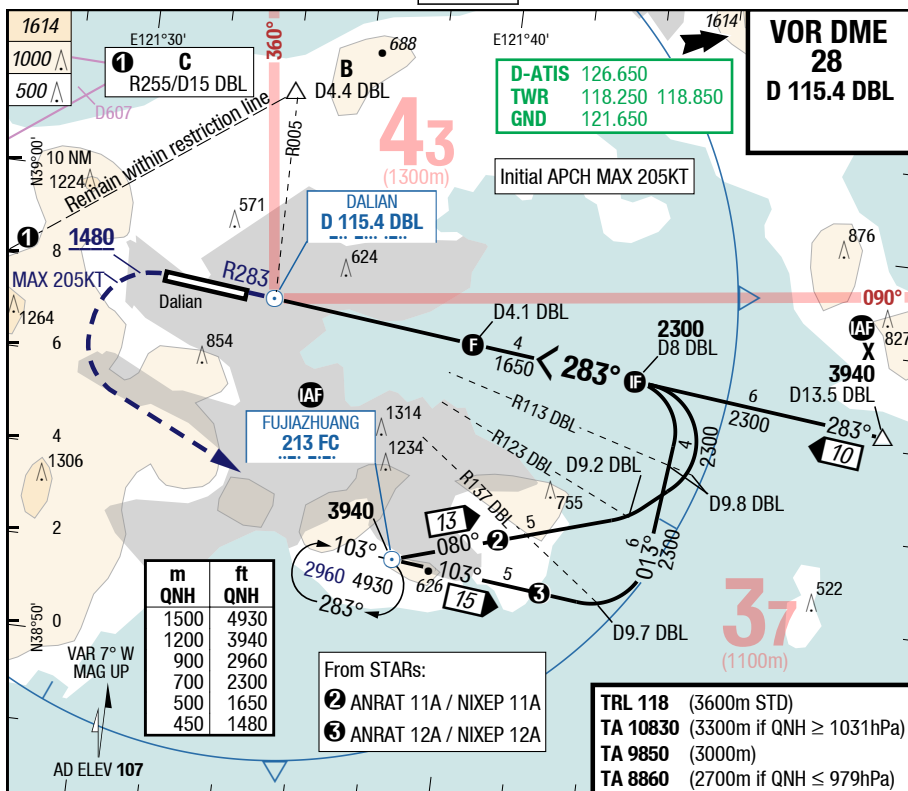 1614
1000
500
E121°30'
❶ C
R255/D15 DBL
360°
688
B
D4.4 DBL
E121°40'
1614
VOR DME
28
D 115.4 DBL
D-ATIS 126.650
TWR 118.250 118.850
GND 121.650
D607
R005
Remain within restriction line
43
(1300m)
Initial APCH MAX 205KT
N39°00'
10 NM
1224
571
DALIAN
D 115.4 DBL
❶
1480
8
MAX 205KT
R283
624
876
Dalian
090°
1264
D4.1 DBL
2300
D8 DBL
IAF
827
X
3940
D13.5 DBL
6
854
F
4
1650
283°
IF
6
2300
283°
10
IAF
FUJIAZHUANG
213 FC
1314
1234
R113 DBL
R123 DBL
R137 DBL
4
2300
4
1306
D9.2 DBL
755
D9.8 DBL
2
3940
13
080°
❷
5
103°
2960 4930
283°
626
103°
5
15
❸
6
013°
2300
D9.7 DBL
522
37
(1100m)
N38°50'
0
m ft
QNH QNH
1500 4930
1200 3940
900 2960
700 2300
500 1650
450 1480
VAR 7° W
MAG UP
AD ELEV 107
From STARs:
❷ ANRAT 11A / NIXEP 11A
❸ ANRAT 12A / NIXEP 12A
TRL 118 (3600m STD)
TA 10830 (3300m if QNH ≥ 1031hPa)
TA 9850 (3000m)
TA 8860 (2700m if QNH ≤ 979hPa)